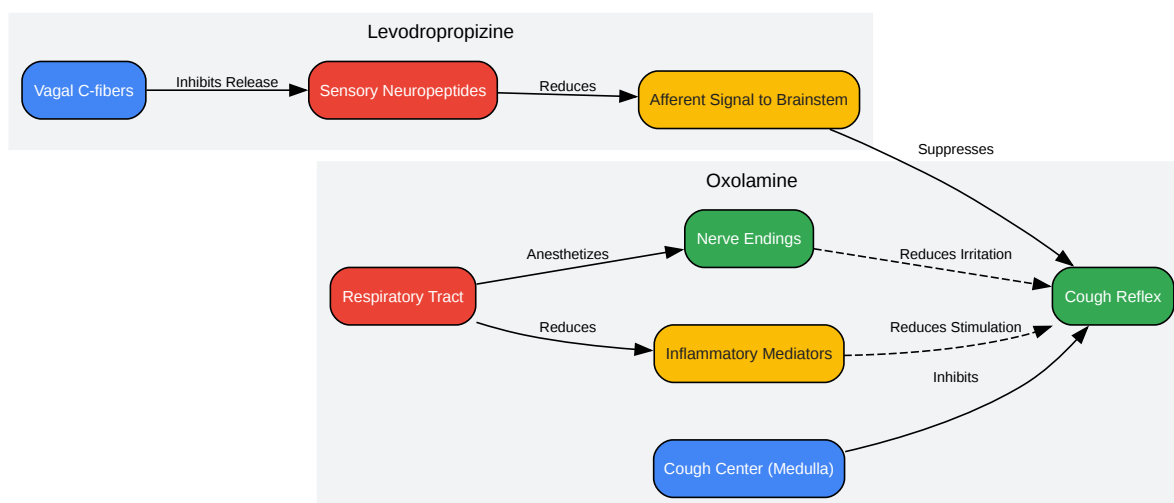 Levodropropizine
Vagal C-fibers
Inhibits Release
Sensory Neuropeptides
Reduces
Afferent Signal to Brainstem
Suppresses
Oxolamine
Respiratory Tract
Anesthetizes
Nerve Endings
Reduces Irritation
Cough Reflex
Reduces
Inflammatory Mediators
Reduces Stimulation
Inhibits
Cough Center (Medulla)